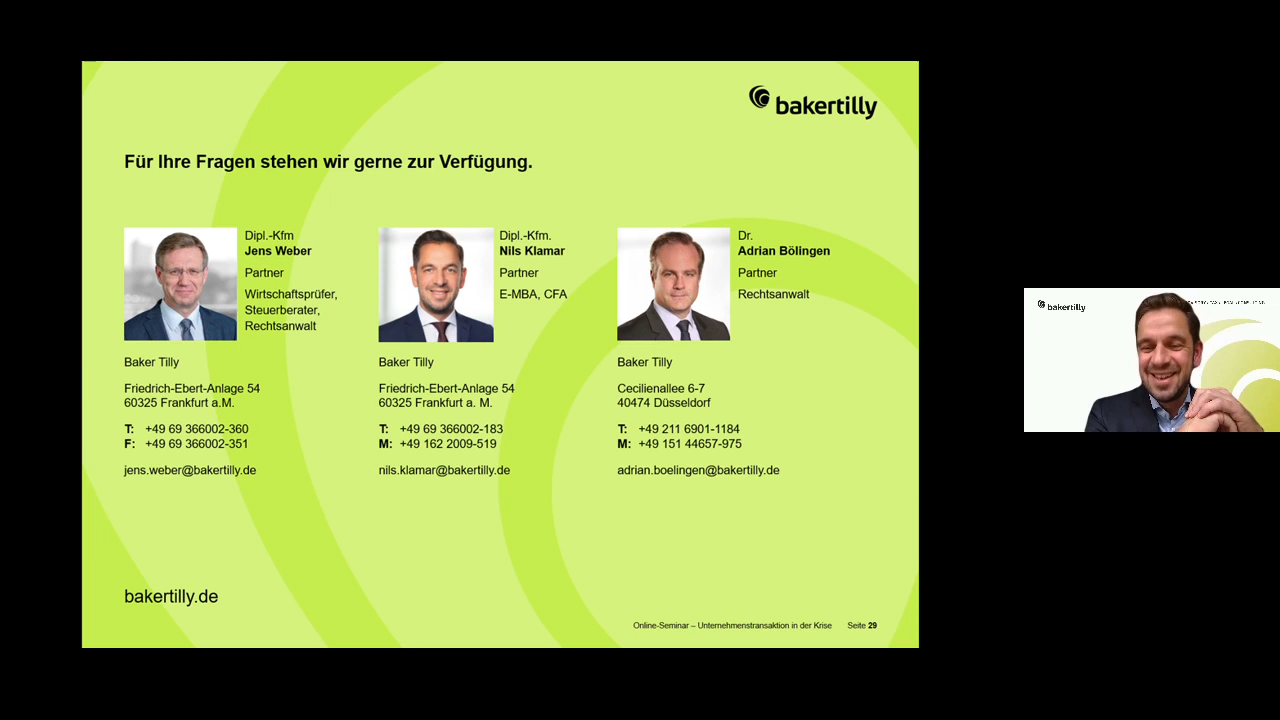 bakertilly
Für Ihre Fragen stehen wir gerne zur Verfügung.
Dipl.-Kfm
Jens Weber
Partner
Wirtschaftsprüfer,
Steuerberater,
Rechtsanwalt
Baker Tilly
Friedrich-Ebert-Anlage 54
60325 Frankfurt a.M.
T: +49 69 366002-360
F: +49 69 366002-351
jens.weber@bakertilly.de
Dipl.-Kfm.
Nils Klamar
Partner
E-MBA, CFA
Baker Tilly
Friedrich-Ebert-Anlage 54
60325 Frankfurt a. M.
T: +49 69 366002-183
M: +49 162 2009-519
nils.klamar@bakertilly.de
Dr.
Adrian Bölingen
Partner
Rechtsanwalt
Baker Tilly
Cecilienallee 6-7
40474 Düsseldorf
T: +49 211 6901-1184
M: +49 151 44657-975
adrian.boelingen@bakertilly.de
bakertilly.de
Online-Seminar – Unternehmenstransaktion in der Krise Seite 29
bakertilly